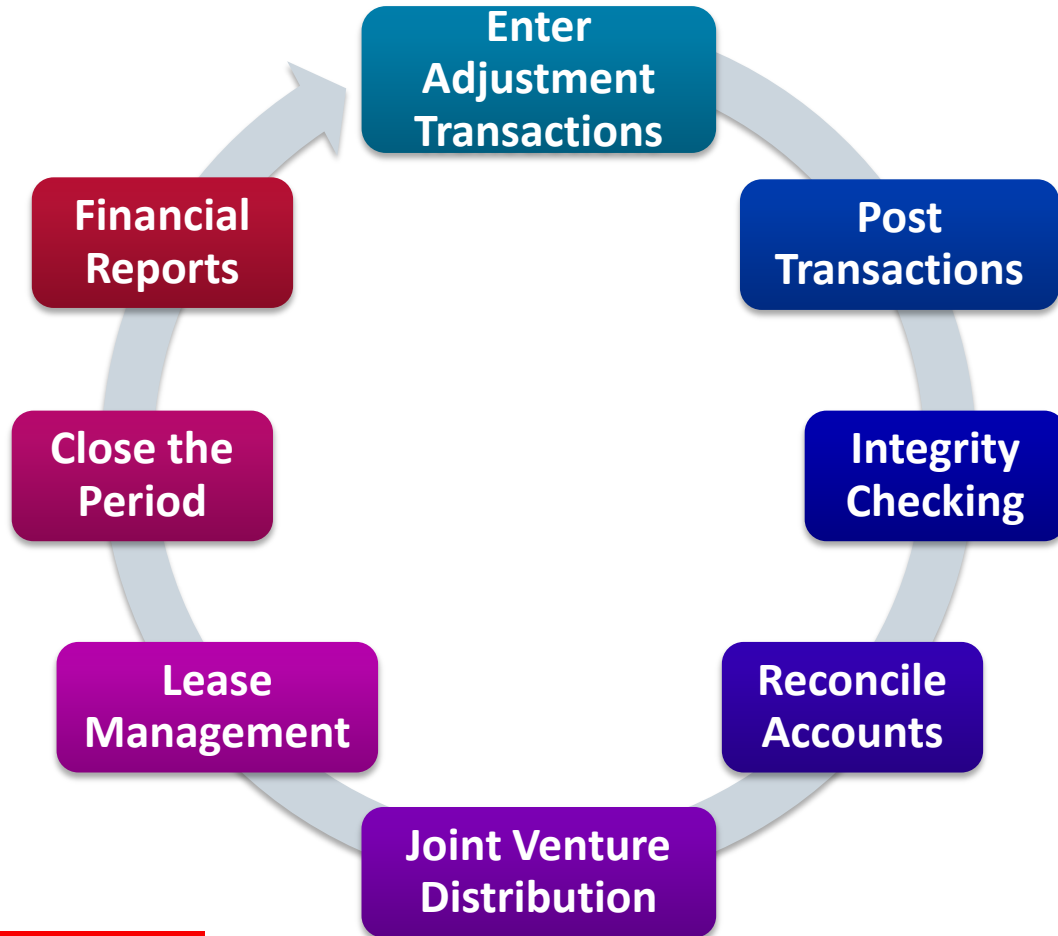 Enter
Adjustment
Transactions
Post
Transactions
Integrity
Checking
Reconcile
Accounts
Joint Venture
Distribution
Lease
Management
Close the
Period
Financial
Reports